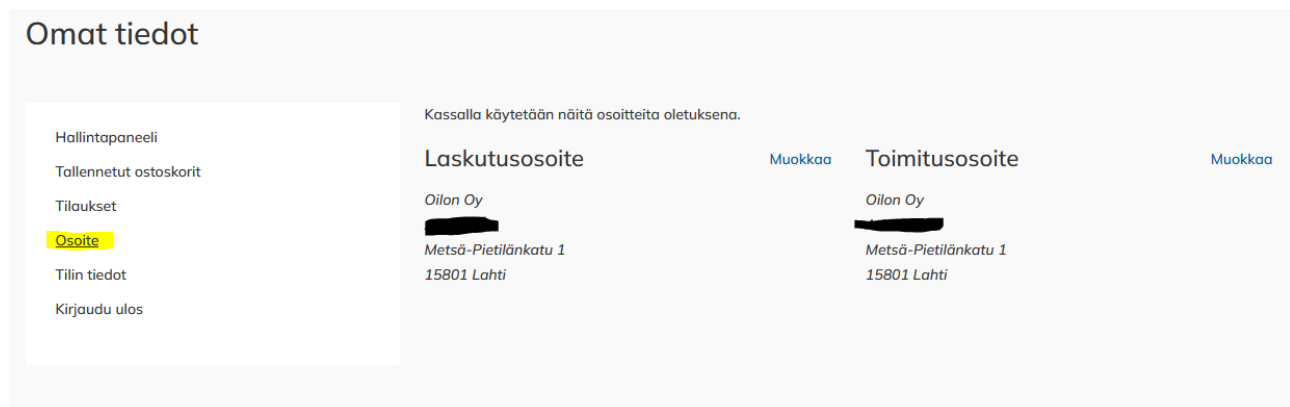 Omat tiedot
Hallintapaneeli
Tallennetut ostoskorit
Tilaukset
Osoite
Tilin tiedot
Kirjaudu ulos
Kassalla käytetään näitä osoitteita oletuksena.
Laskutusosoite
Muokkaa
Oilon Oy
Metsä-Pietilänkatu 1
15801 Lahti
Toimitusosoite
Muokkaa
Oilon Oy
Metsä-Pietilänkatu 1
15801 Lahti